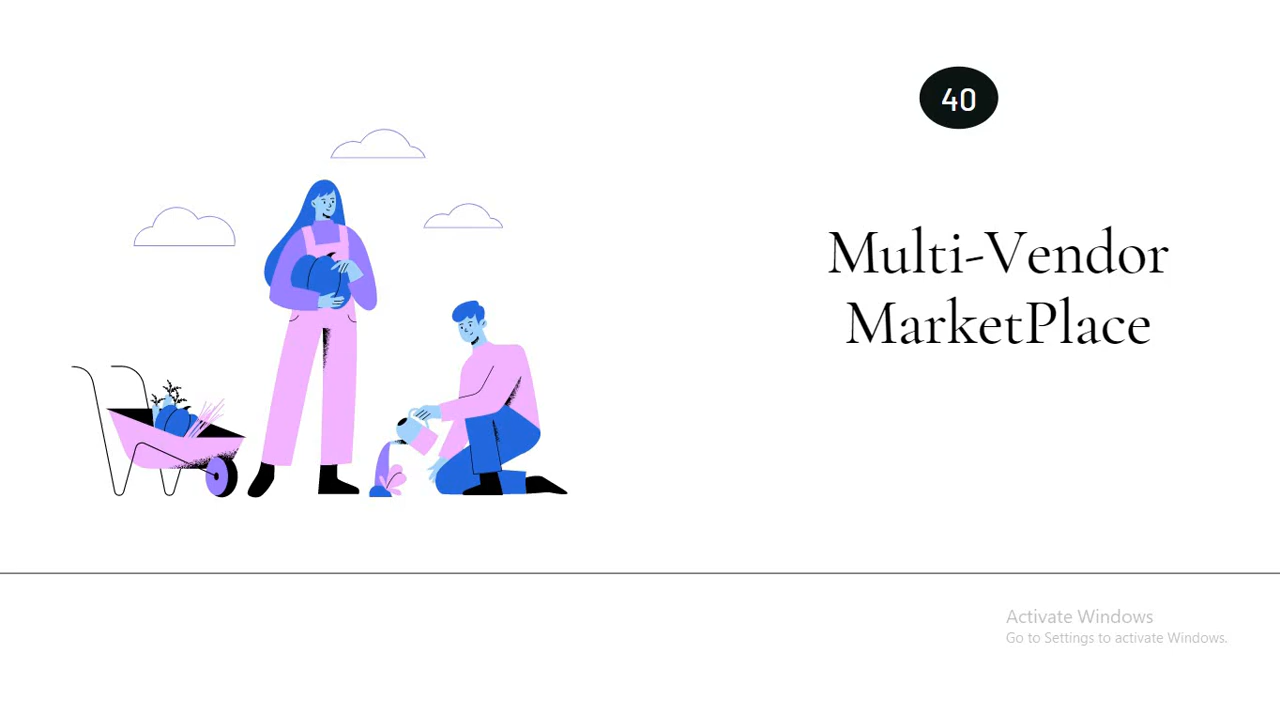 40
Multi-Vendor
MarketPlace
Activate Windows
Go to Settings to activate Windows.